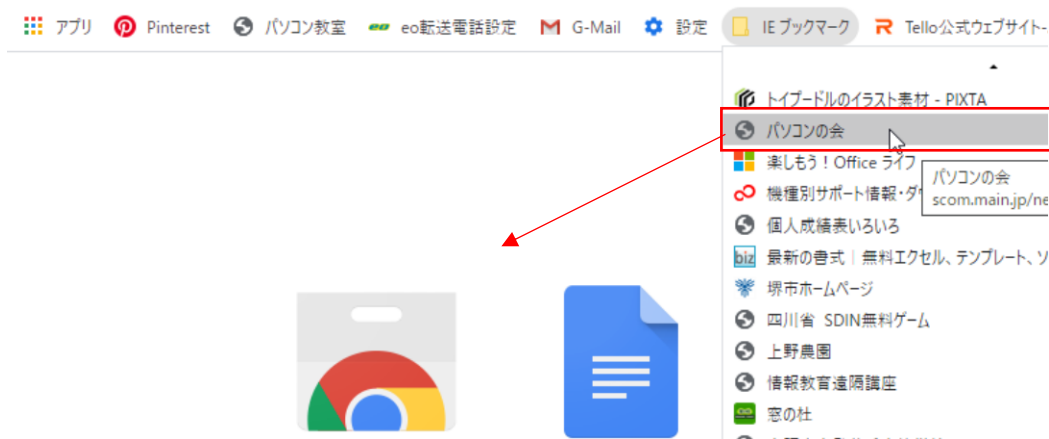 アプリ Pinterest パソコン教室 eo eo転送電話設定 G-Mail 設定 IE ブックマーク Tello公式ウェブサイト-
トイプードルのイラスト素材 - PIXTA
パソコンの会
楽しもう！Office ライフ
パソコンの会
機種別サポート情報・ダ
scom.main.jp/ne
個人成績表いろいろ
biz 最新の書式｜無料エクセル、テンプレート、ソ
堺市ホームページ
四川省 SDIN無料ゲーム
上野農園
情報教育遠隔講座
窓の杜